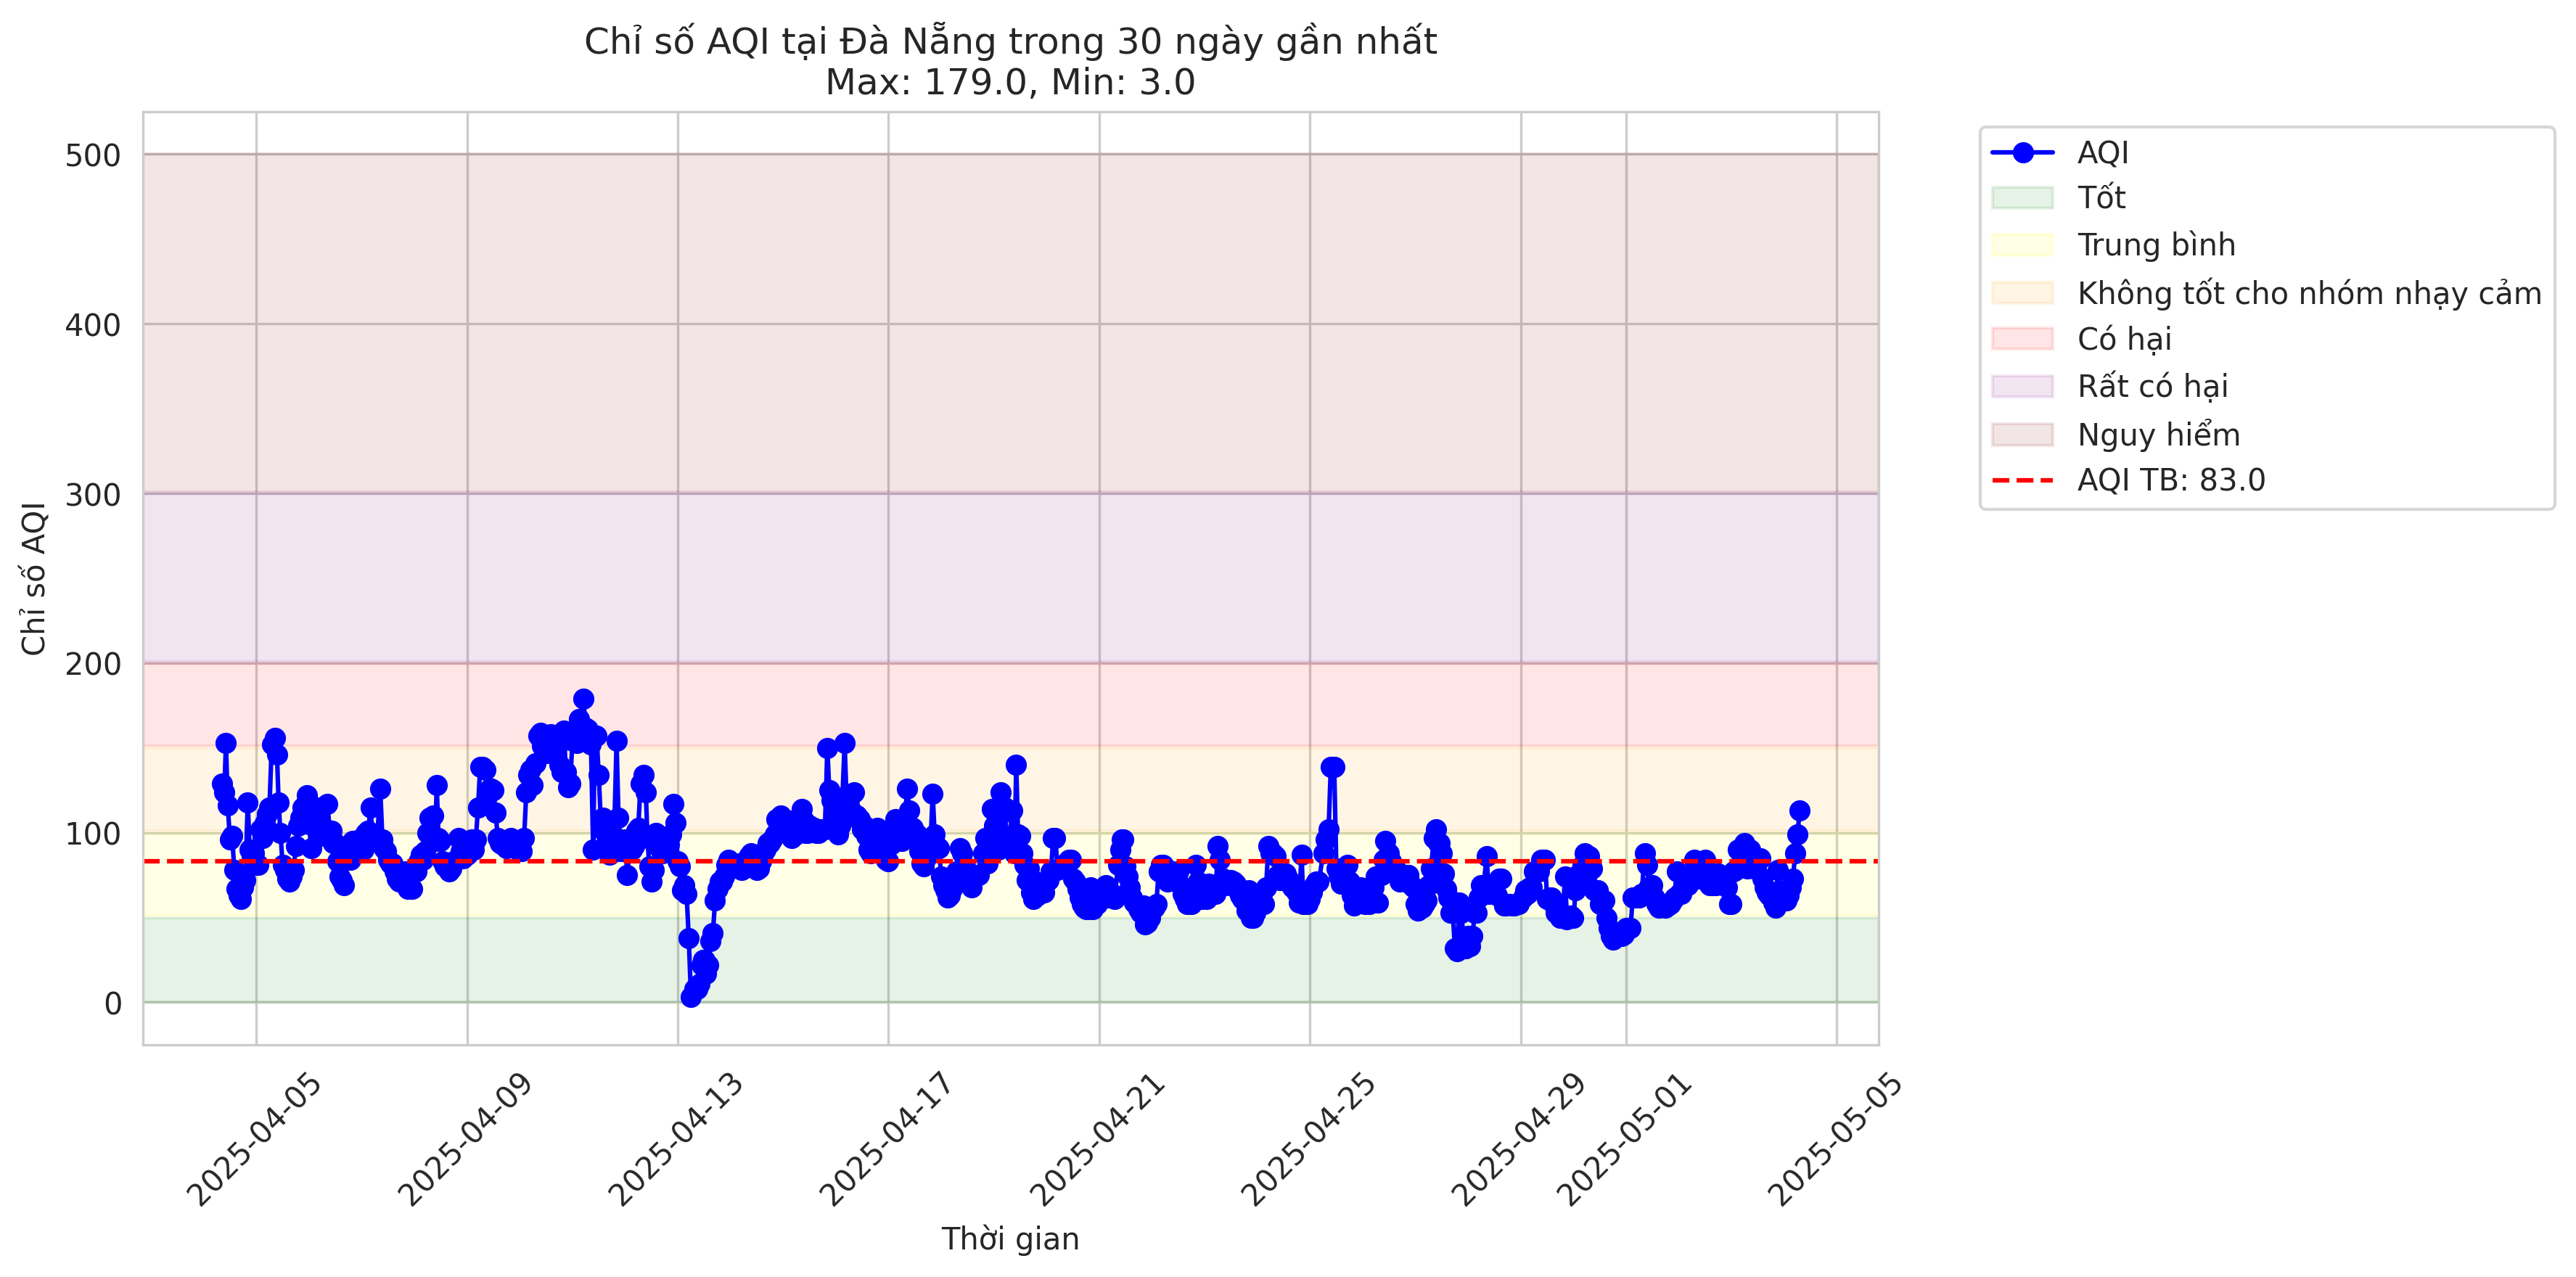 Chỉ số AQI tại Đà Nẵng trong 30 ngày gần nhất
Max: 179.0, Min: 3.0
Chỉ số AQI
500
400
300
200
100
0
2025-04-05
2025-04-09
2025-04-13
2025-04-17
2025-04-21
2025-04-25
2025-04-29
2025-05-01
2025-05-05
Thời gian
AQI
Tốt
Trung bình
Không tốt cho nhóm nhạy cảm
Có hại
Rất có hại
Nguy hiểm
AQI TB: 83.0